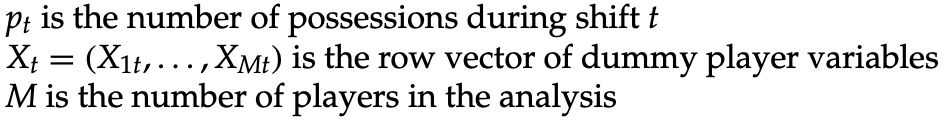 p_t is the number of possessions during shift t
X_t = (X_{1t}, . . . , X_{Mt}) is the row vector of dummy player variables
M is the number of players in the analysis